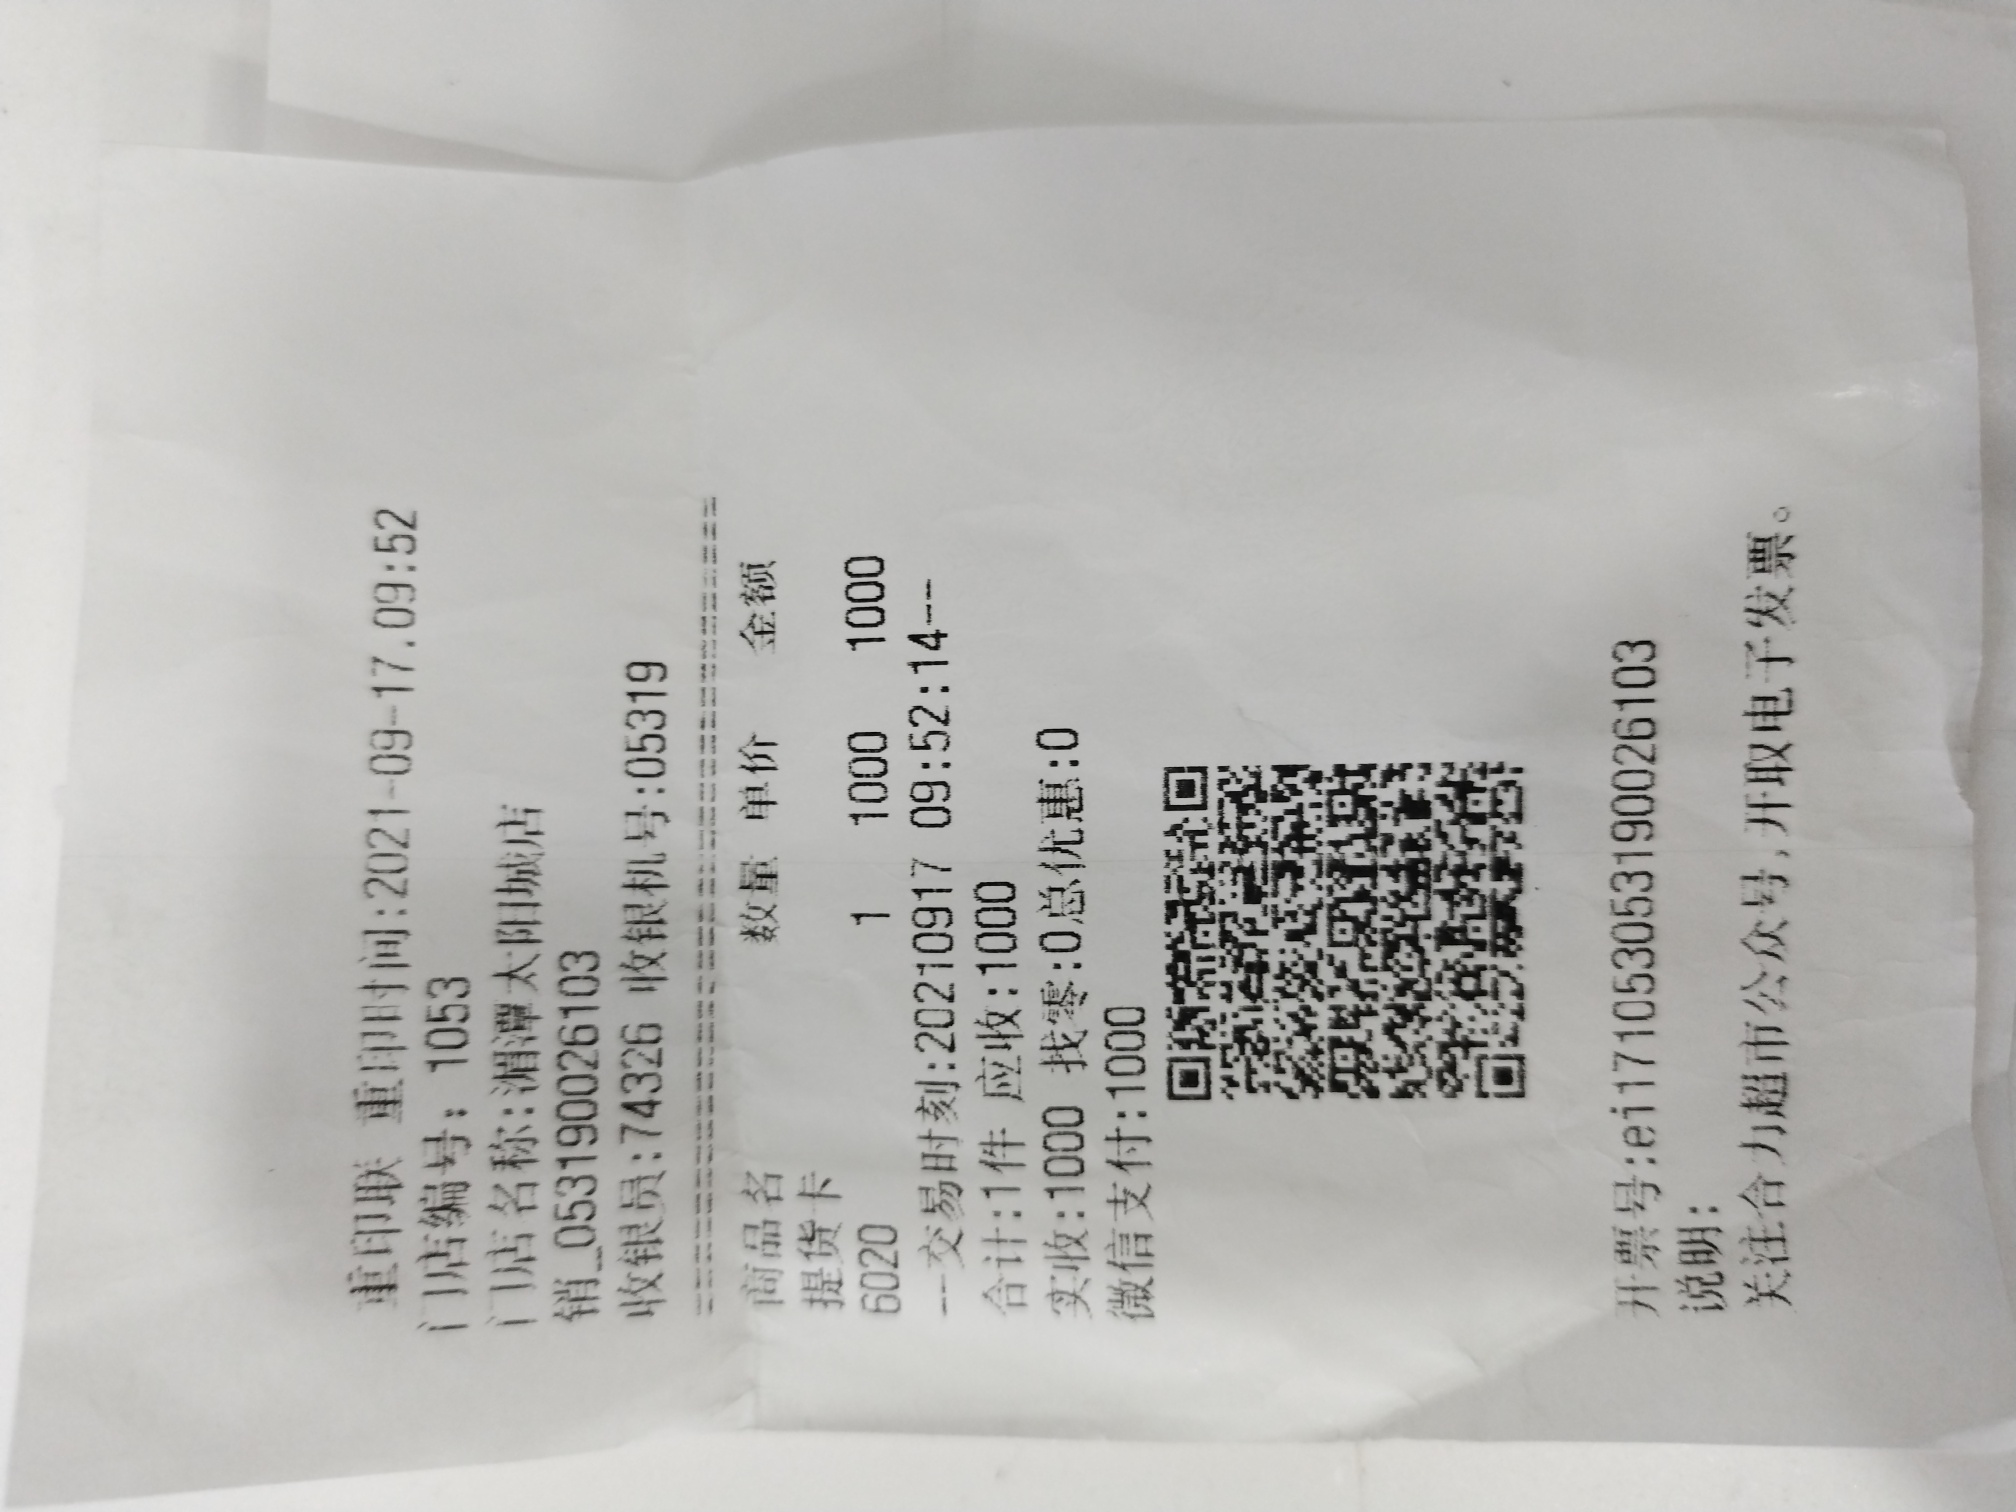 重印联 重印时间:2021-09-17.09:52
门店编号: 1053
门店名称:湄潭太阳城店
销_053190026103
收银员:74326 收银机号:05319
商品名 数量 单价 金额
提货卡
6020 1 1000 1000
---交易时刻:20210917 09:52:14--
合计:1件 应收:1000
实收:1000 找零:0总优惠:0
微信支付:1000
开票号:ei171053053190026103
说明:
关注合力超市公众号,开取电子发票。